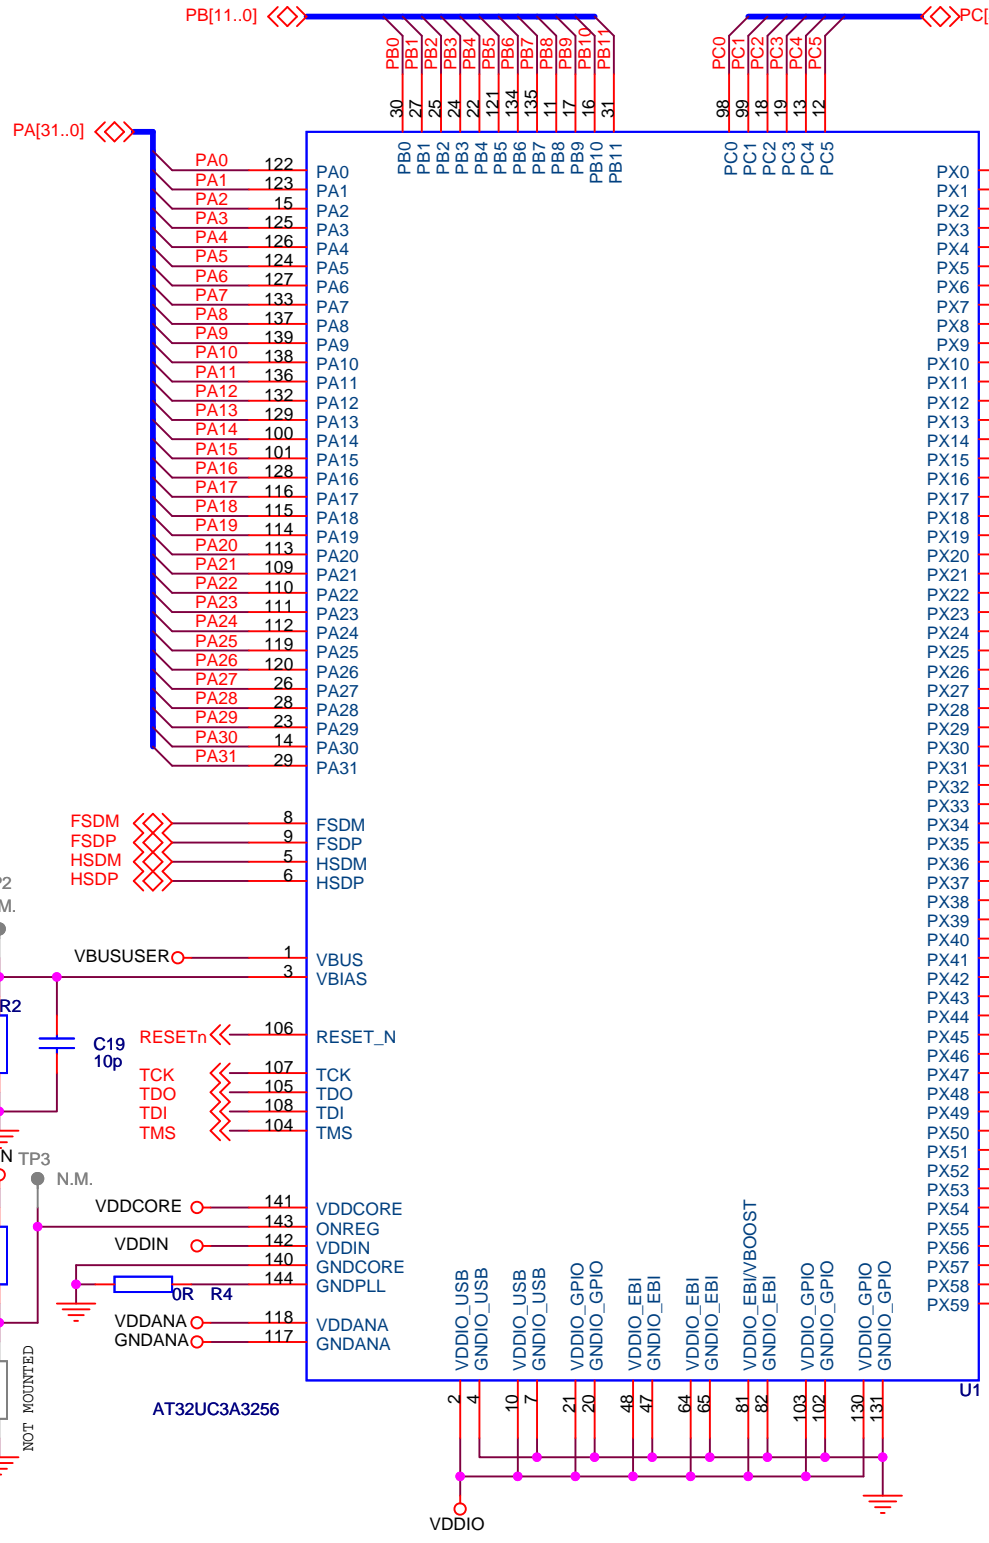 PB[11..0]
PC[
PB0 PB1 PB2 PB3 PB4 PB5 PB6 PB7 PB8 PB9 PB10 PB11
PC0 PC1 PC2 PC3 PC4 PC5
30 27 25 24 22 121 134 135 11 17 16 31
98 99 18 19 13 12
PB0 PB1 PB2 PB3 PB4 PB5 PB6 PB7 PB8 PB9 PB10 PB11
PC0 PC1 PC2 PC3 PC4 PC5
PA[31..0]
PA0 122 PA0
PA1 123 PA1
PA2 15 PA2
PA3 125 PA3
PA4 126 PA4
PA5 124 PA5
PA6 127 PA6
PA7 133 PA7
PA8 137 PA8
PA9 139 PA9
PA10 138 PA10
PA11 136 PA11
PA12 132 PA12
PA13 129 PA13
PA14 100 PA14
PA15 101 PA15
PA16 128 PA16
PA17 116 PA17
PA18 115 PA18
PA19 114 PA19
PA20 113 PA20
PA21 109 PA21
PA22 110 PA22
PA23 111 PA23
PA24 112 PA24
PA25 119 PA25
PA26 120 PA26
PA27 26 PA27
PA28 28 PA28
PA29 23 PA29
PA30 14 PA30
PA31 29 PA31
FSDM 8 FSDM
FSDP 9 FSDP
HSDM 5 HSDM
HSDP 6 HSDP
P2
M.
VBUSUSER 1 VBUS
3 VBIAS
R2
C19
10p
RESETn 106 RESET_N
TCK 107 TCK
TDO 105 TDO
TDI 108 TDI
TMS 104 TMS
N TP3
N.M.
VDDCORE 141 VDDCORE
143 ONREG
VDDIN 142 VDDIN
140 GNDCORE
0R R4 144 GNDPLL
VDDANA 118 VDDANA
GNDANA 117 GNDANA
NOT MOUNTED
AT32UC3A3256
PX0
PX1
PX2
PX3
PX4
PX5
PX6
PX7
PX8
PX9
PX10
PX11
PX12
PX13
PX14
PX15
PX16
PX17
PX18
PX19
PX20
PX21
PX22
PX23
PX24
PX25
PX26
PX27
PX28
PX29
PX30
PX31
PX32
PX33
PX34
PX35
PX36
PX37
PX38
PX39
PX40
PX41
PX42
PX43
PX44
PX45
PX46
PX47
PX48
PX49
PX50
PX51
PX52
PX53
PX54
PX55
PX56
PX57
PX58
PX59
VDDIO_USB GNDIO_USB VDDIO_USB GNDIO_USB VDDIO_GPIO GNDIO_GPIO VDDIO_EBI GNDIO_EBI VDDIO_EBI GNDIO_EBI VDDIO_EBI/VBOOST GNDIO_EBI VDDIO_GPIO GNDIO_GPIO VDDIO_GPIO GNDIO_GPIO
U1
2 4 10 7 21 20 48 47 64 65 81 82 103 102 130 131
VDDIO